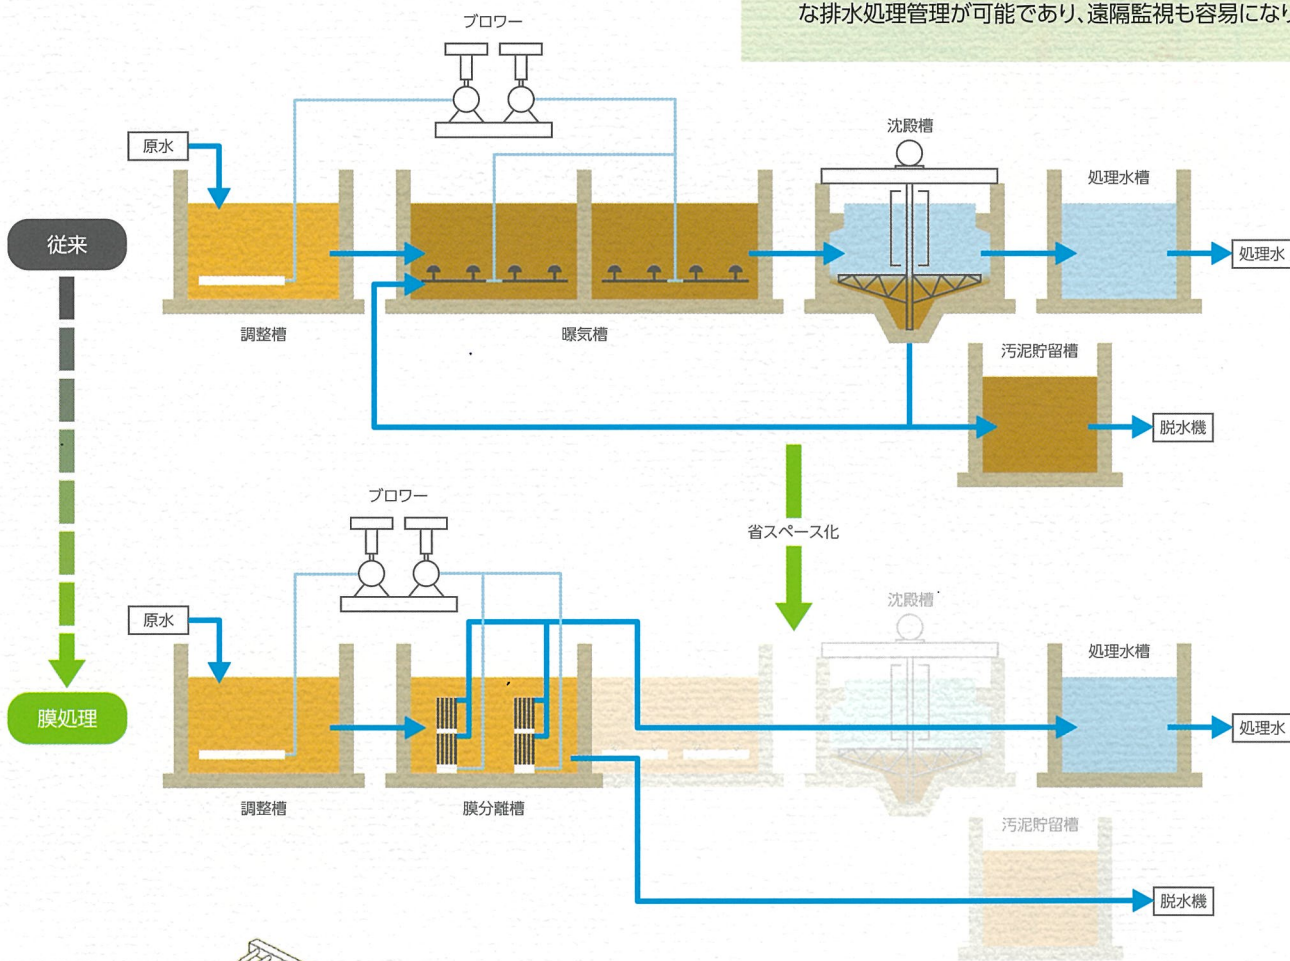 な排水処理管理が可能であり、遠隔監視も容易になり
ブロワー
原水
沈殿槽
処理水槽
従来
処理水
調整槽
曝気槽
汚泥貯留槽
脱水機
ブロワー
省スペース化
原水
沈殿槽
処理水槽
膜処理
処理水
調整槽
膜分離槽
汚泥貯留槽
脱水機